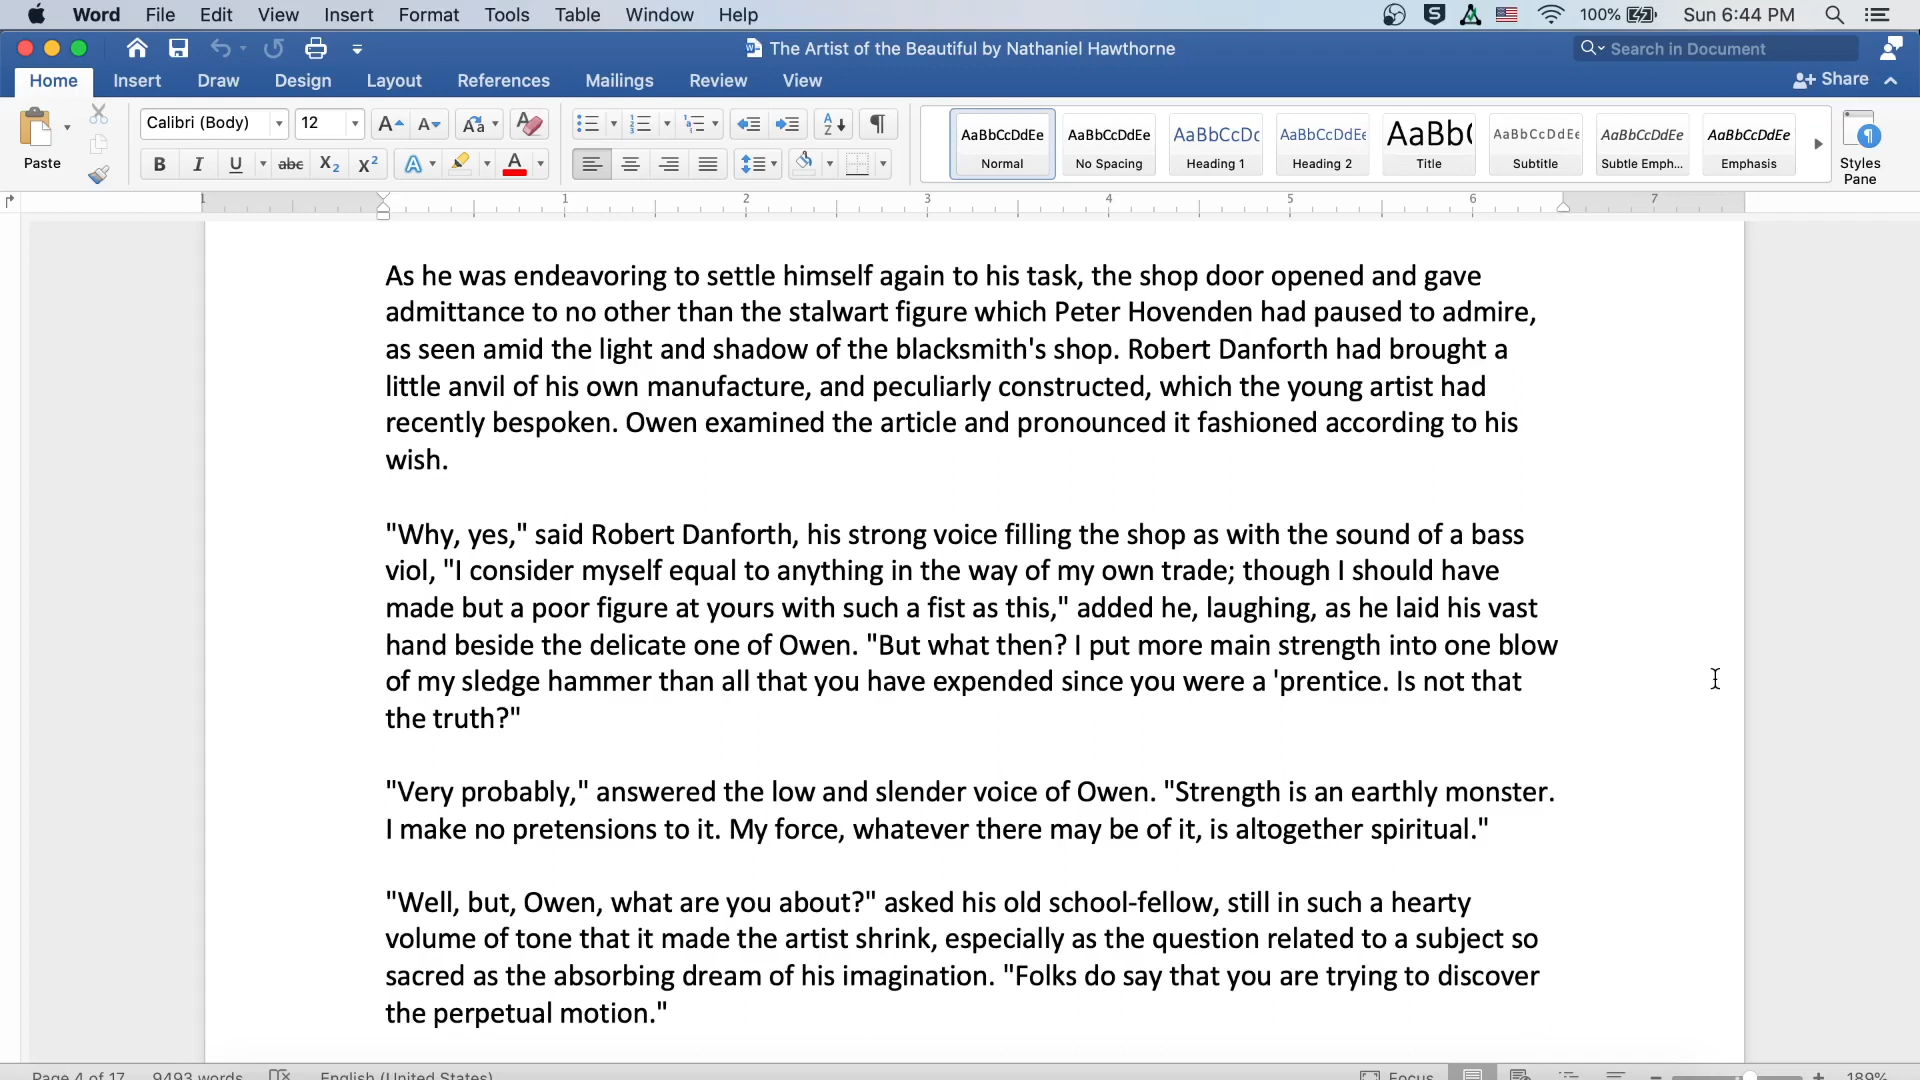 Word File Edit View Insert Format Tools Table Window Help 100% Sun 6:44 PM
The Artist of the Beautiful by Nathaniel Hawthorne Search in Document
Home Insert Draw Design Layout References Mailings Review View Share
Paste Calibri (Body) 12
AaBbCcDdEe AaBbCcDdEe AaBbCcDc AaBbCcDdEe AaBb( AaBbCcDdEe AaBbCcDdEe AaBbCcDdEe
Normal No Spacing Heading 1 Heading 2 Title Subtitle Subtle Emph... Emphasis Styles Pane
1 1 2 3 4 5 6 7
As he was endeavoring to settle himself again to his task, the shop door opened and gave
admittance to no other than the stalwart figure which Peter Hovenden had paused to admire,
as seen amid the light and shadow of the blacksmith's shop. Robert Danforth had brought a
little anvil of his own manufacture, and peculiarly constructed, which the young artist had
recently bespoken. Owen examined the article and pronounced it fashioned according to his
wish.
"Why, yes," said Robert Danforth, his strong voice filling the shop as with the sound of a bass
viol, "I consider myself equal to anything in the way of my own trade; though I should have
made but a poor figure at yours with such a fist as this," added he, laughing, as he laid his vast
hand beside the delicate one of Owen. "But what then? I put more main strength into one blow
of my sledge hammer than all that you have expended since you were a 'prentice. Is not that
the truth?"
"Very probably," answered the low and slender voice of Owen. "Strength is an earthly monster.
I make no pretensions to it. My force, whatever there may be of it, is altogether spiritual."
"Well, but, Owen, what are you about?" asked his old school-fellow, still in such a hearty
volume of tone that it made the artist shrink, especially as the question related to a subject so
sacred as the absorbing dream of his imagination. "Folks do say that you are trying to discover
the perpetual motion."
Page 4 of 17 9493 words English (United States) Focus 189%